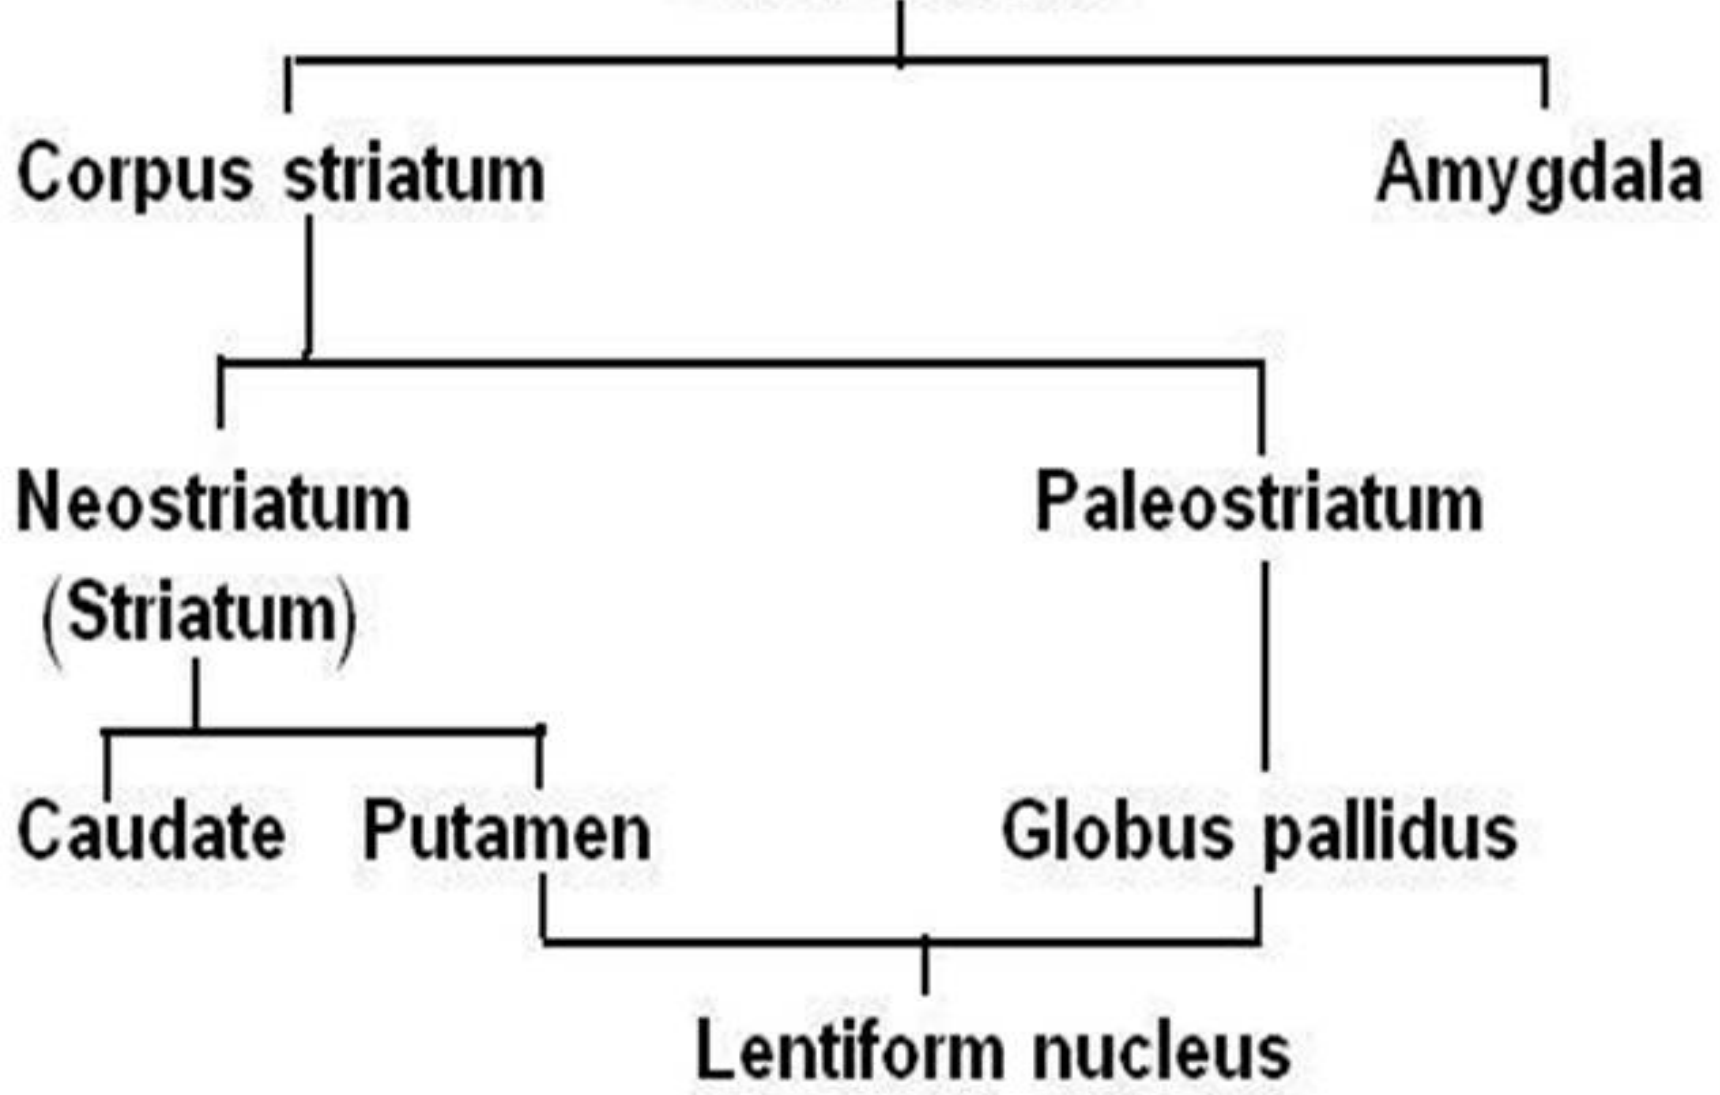 Corpus striatum Amygdala
Neostriatum Paleostriatum
(Striatum)
Caudate Putamen Globus pallidus
Lentiform nucleus